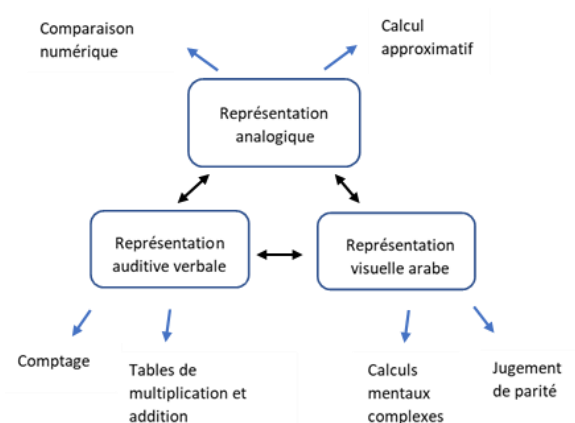 Comparaison
numérique
Calcul
approximatif
Représentation
analogique
Représentation
auditive verbale
Représentation
visuelle arabe
Comptage
Tables de
multiplication et
addition
Calculs
mentaux
complexes
Jugement
de parité